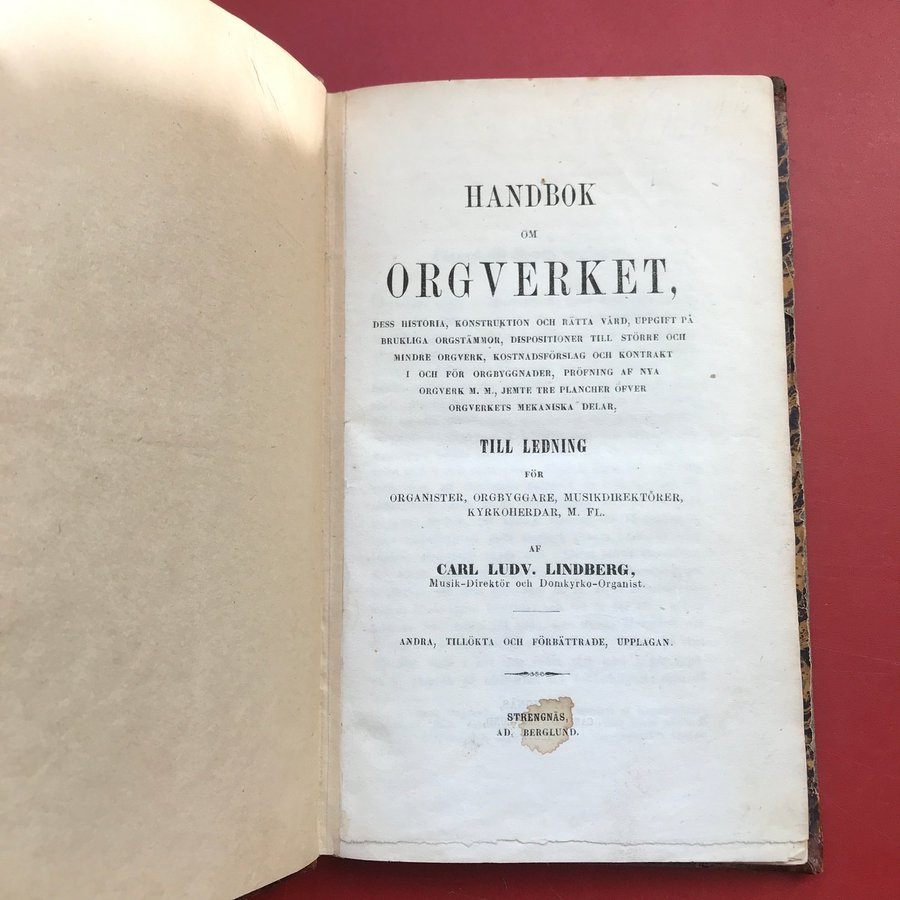 HANDBOK
OM
ORGVERKET,
DESS HISTORIA, KONSTRUKTION OCH RÄTTA VÅRD, UPPGIFT PÅ
BRUKLIGA ORGSTÄMMOR, DISPOSITIONER TILL STÖRRE OCH
MINDRE ORGVERK, KOSTNADSFÖRSLAG OCH KONTRAKT
I OCH FÖR ORGBYGGNADER, PRÖFNING AF NYA
ORGVERK M. M., JEMTE TRE PLANCHER ÖFVER
ORGVERKETS MEKANISKA DELAR,
TILL LEDNING
FÖR
ORGANISTER, ORGBYGGARE, MUSIKDIREKTÖRER,
KYRKOHERDAR, M. FL.
AF
CARL LUDV. LINDBERG,
Musik-Direktör och Domkyrko-Organist.
ANDRA, TILLÖKTA OCH FÖRBÄTTRADE, UPPLAGAN.
STRENGNÄS,
AD. BERGLUND.